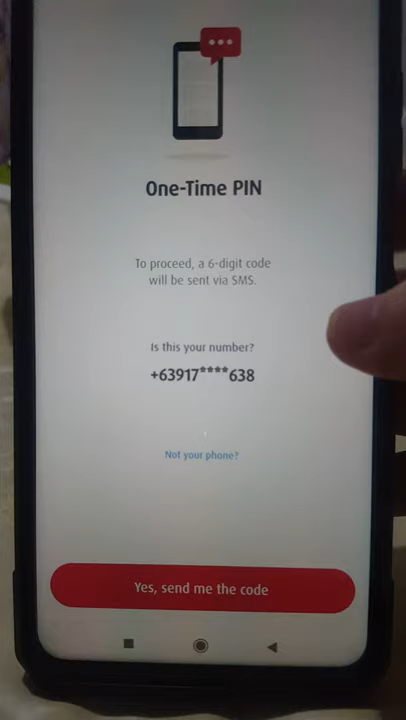 One-Time PIN
To proceed, a 6-digit code
will be sent via SMS.
Is this your number?
+63917****638
Not your phone?
Yes, send me the code